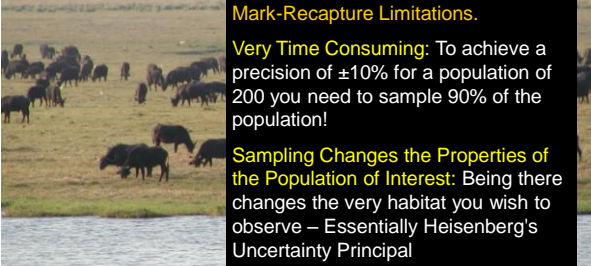 Mark-Recapture Limitations.
Very Time Consuming: To achieve a
precision of ±10% for a population of
200 you need to sample 90% of the
population!
Sampling Changes the Properties of
the Population of Interest: Being there
changes the very habitat you wish to
observe – Essentially Heisenberg's
Uncertainty Principal